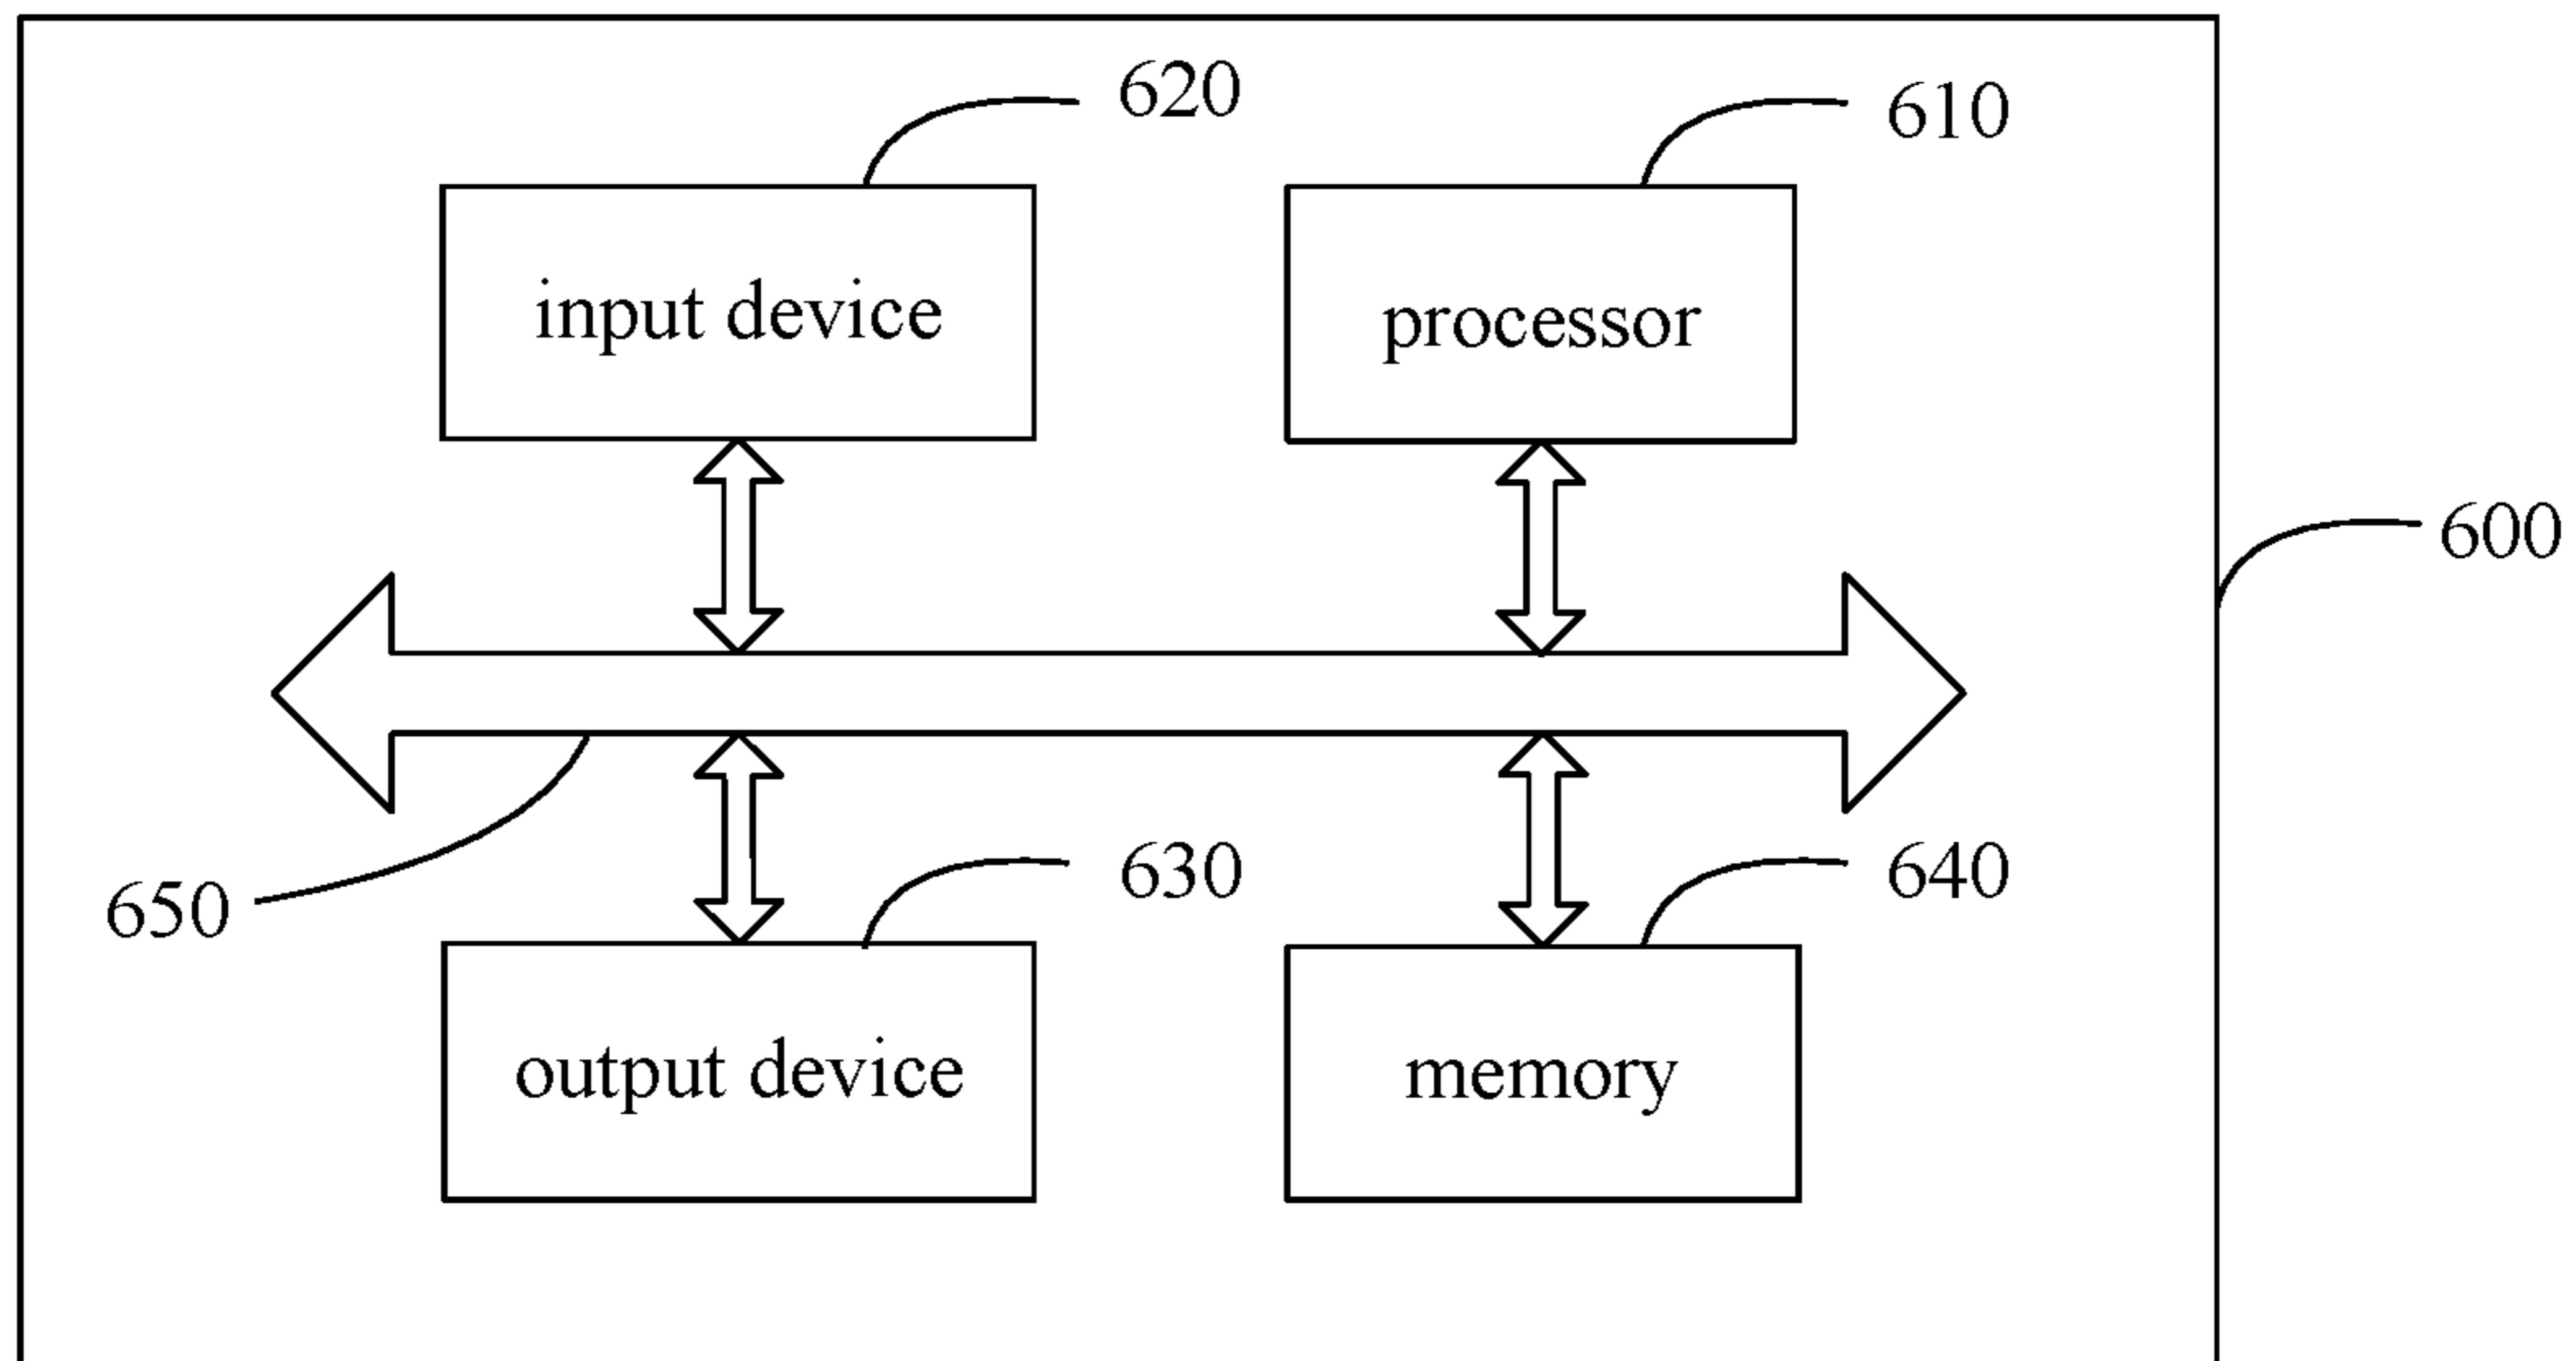 620
610
input device
processor
600
650
630
640
output device
memory